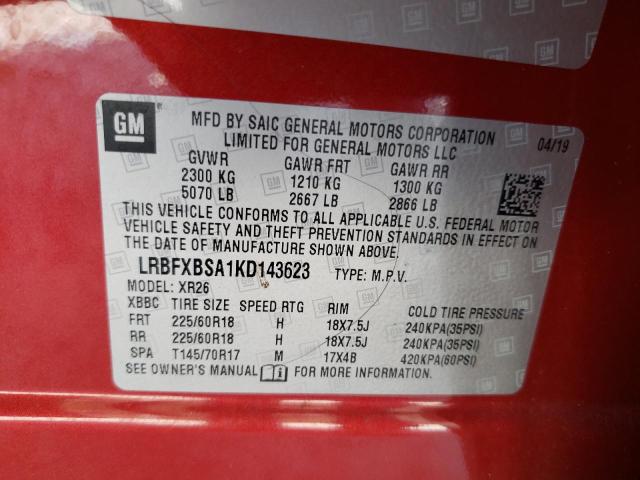 GM
MFD BY SAIC GENERAL MOTORS CORPORATION
LIMITED FOR GENERAL MOTORS LLC
04/19
GVWR GAWR FRT GAWR RR
2300 KG 1210 KG 1300 KG
5070 LB 2667 LB 2866 LB
THIS VEHICLE CONFORMS TO ALL APPLICABLE U.S. FEDERAL MOTOR
VEHICLE SAFETY AND THEFT PREVENTION STANDARDS IN EFFECT ON
THE DATE OF MANUFACTURE SHOWN ABOVE.
LRBFXBSA1KD143623 TYPE: M.P.V.
MODEL: XR26
XBBC TIRE SIZE SPEED RTG RIM COLD TIRE PRESSURE
FRT 225/60R18 H 18X7.5J 240KPA(35PSI)
RR 225/60R18 H 18X7.5J 240KPA(35PSI)
SPA T145/70R17 M 17X4B 420KPA(60PSI)
SEE OWNER'S MANUAL FOR MORE INFORMATION.